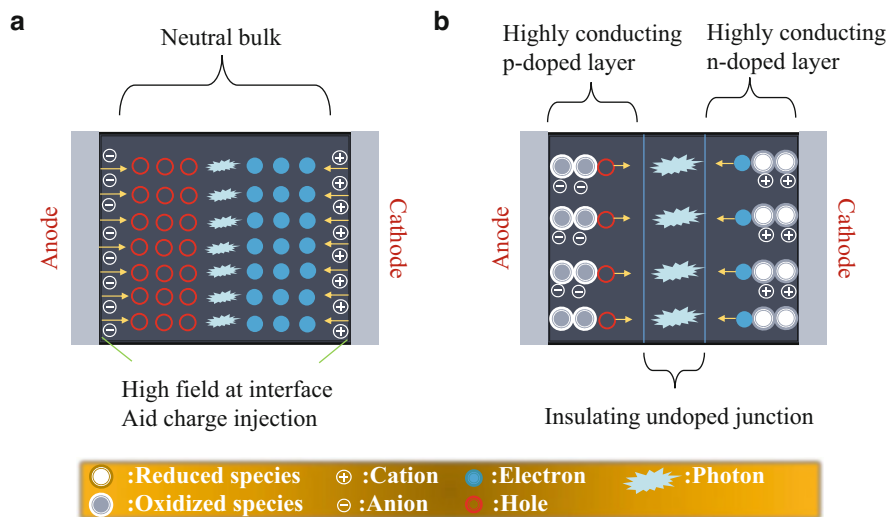 a
Neutral bulk
Anode
Cathode
High field at interface
Aid charge injection
b
Highly conducting
p-doped layer
Highly conducting
n-doped layer
Anode
Cathode
Insulating undoped junction
:Reduced species
:Cation
:Electron
:Photon
:Oxidized species
:Anion
:Hole